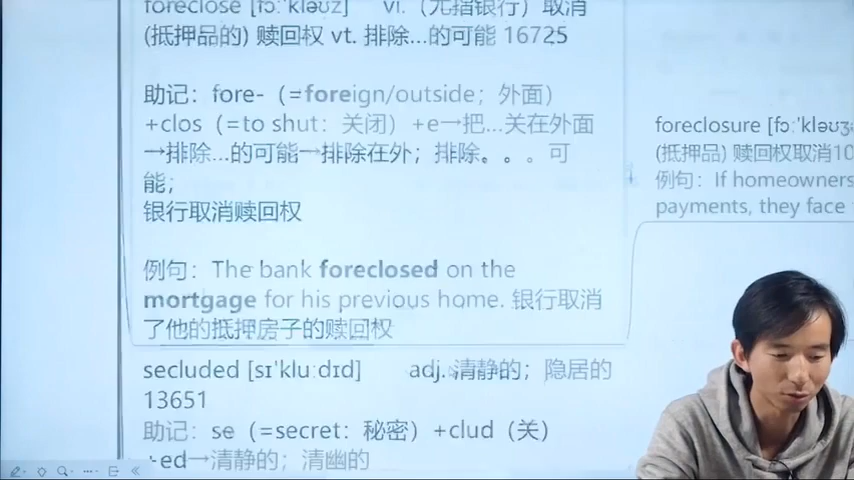 foreclose [fɔːˈkləʊz] vi.（尤指银行）取消
(抵押品的) 赎回权 vt. 排除...的可能 16725
助记：fore-（=foreign/outside；外面）
+clos（=to shut：关闭）+e→把...关在外面
→排除...的可能→排除在外；排除。。。可
能；
银行取消赎回权
例句：The bank foreclosed on the
mortgage for his previous home. 银行取消
了他的抵押房子的赎回权
secluded [sɪˈkluːdɪd] adj. 清静的；隐居的
13651
助记：se（=secret：秘密）+clud（关）
+ed→清静的；清幽的
foreclosure [fɔːˈkləʊʒə
(抵押品) 赎回权取消10
例句：If homeowners
payments, they face